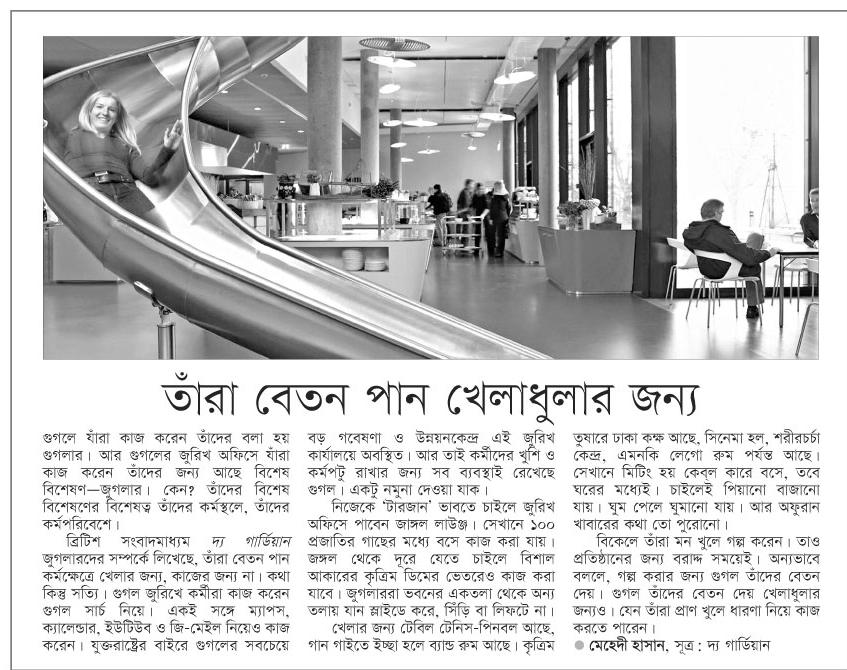 তাঁরা বেতন পান খেলাধুলার জন্য
গুগলে যাঁরা কাজ করেন তাঁদের বলা হয়
গুগলার। আর গুগলের জুরিখ অফিসে যাঁরা
কাজ করেন তাঁদের জন্য আছে বিশেষ
বিশেষণ—জুগলার। কেন? তাঁদের বিশেষ
বিশেষণের বিশেষত্ব তাঁদের কর্মস্থলে, তাঁদের
কর্মপরিবেশে।
ব্রিটিশ সংবাদমাধ্যম দ্য গার্ডিয়ান
জুগলারদের সম্পর্কে লিখেছে, তাঁরা বেতন পান
কর্মক্ষেত্রে খেলার জন্য, কাজের জন্য না। কথা
কিন্তু সত্যি। গুগল জুরিখে কর্মীরা কাজ করেন
গুগল সার্চ নিয়ে। একই সঙ্গে ম্যাপস,
ক্যালেন্ডার, ইউটিউব ও জি-মেইল নিয়েও কাজ
করেন। যুক্তরাষ্ট্রের বাইরে গুগলের সবচেয়ে
বড় গবেষণা ও উন্নয়নকেন্দ্র এই জুরিখ
কার্যালয়ে অবস্থিত। আর তাই কর্মীদের খুশি ও
কর্মপটু রাখার জন্য সব ব্যবস্থাই রেখেছে
গুগল। একটু নমুনা দেওয়া যাক।
নিজেকে ‘টারজান’ ভাবতে চাইলে জুরিখ
অফিসে পাবেন জাঙ্গল লাউঞ্জ। সেখানে ১০০
প্রজাতির গাছের মধ্যে বসে কাজ করা যায়।
জঙ্গল থেকে দূরে যেতে চাইলে বিশাল
আকারের কৃত্রিম ডিমের ভেতরেও কাজ করা
যাবে। জুগলাররা ভবনের একতলা থেকে অন্য
তলায় যান স্লাইডে করে, সিঁড়ি বা লিফটে না।
খেলার জন্য টেবিল টেনিস-পিনবল আছে,
গান গাইতে ইচ্ছা হলে ব্যান্ড রুম আছে। কৃত্রিম
তুষারে ঢাকা কক্ষ আছে, সিনেমা হল, শরীরচর্চা
কেন্দ্র, এমনকি লেগো রুম পর্যন্ত আছে।
সেখানে মিটিং হয় কেব্‌ল কারে বসে, তবে
ঘরের মধ্যেই। চাইলেই পিয়ানো বাজানো
যায়। ঘুম পেলে ঘুমানো যায়। আর অফুরান
খাবারের কথা তো পুরোনো।
বিকেলে তাঁরা মন খুলে গল্প করেন। তাও
প্রতিষ্ঠানের জন্য বরাদ্দ সময়েই। অন্যভাবে
বললে, গল্প করার জন্য গুগল তাঁদের বেতন
দেয়। গুগল তাঁদের বেতন দেয় খেলাধুলার
জন্যও। যেন তাঁরা প্রাণ খুলে ধারণা নিয়ে কাজ
করতে পারেন।
● মেহেদী হাসান, সূত্র : দ্য গার্ডিয়ান